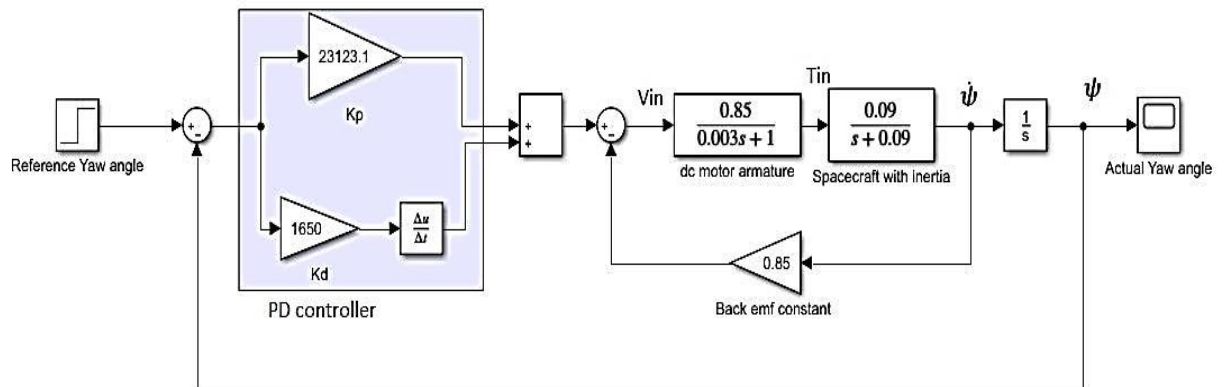 Reference Yaw angle
+
-
23123.1
Kp
1650
Kd
Δu
Δt
PD controller
+
+
+
-
Vin
0.85
0.003s + 1
dc motor armature
Tin
0.09
s + 0.09
Spacecraft with inertia
ψ̇
1
s
ψ
Actual Yaw angle
0.85
Back emf constant